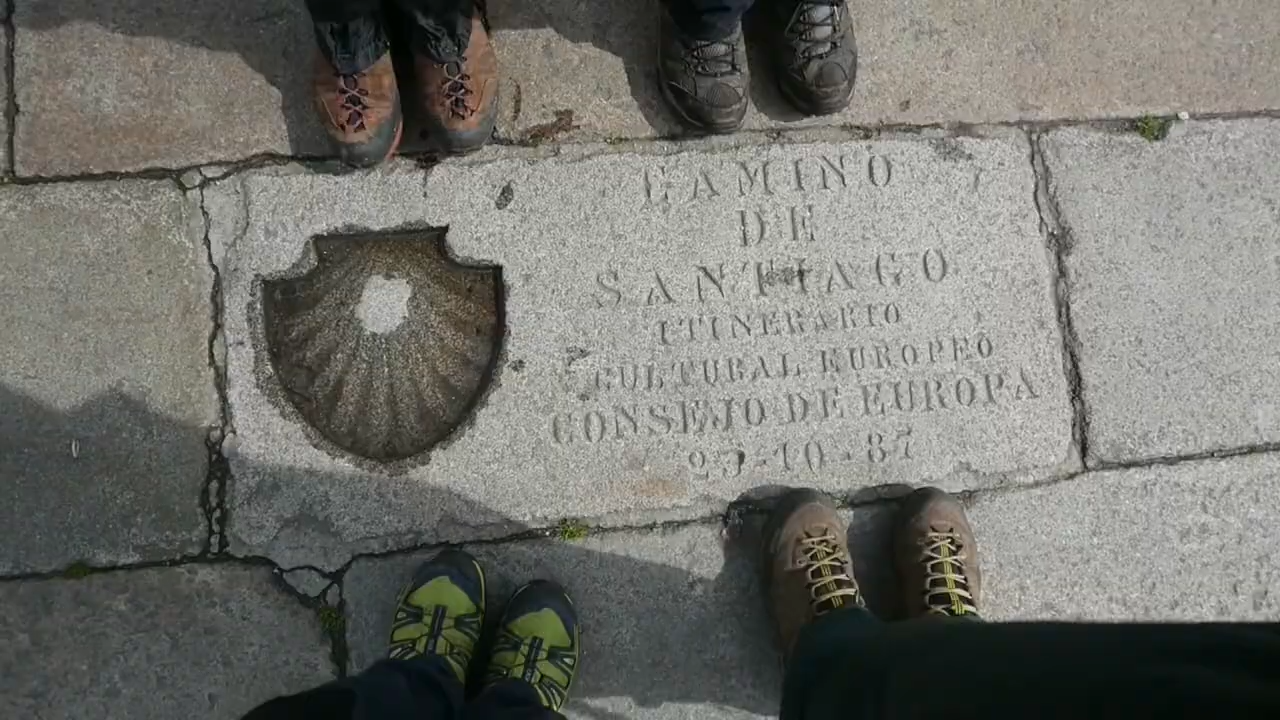 CAMINO
DE
SANTIAGO
ITINERARIO
CULTURAL EUROPEO
CONSEJO DE EUROPA
23-10-87